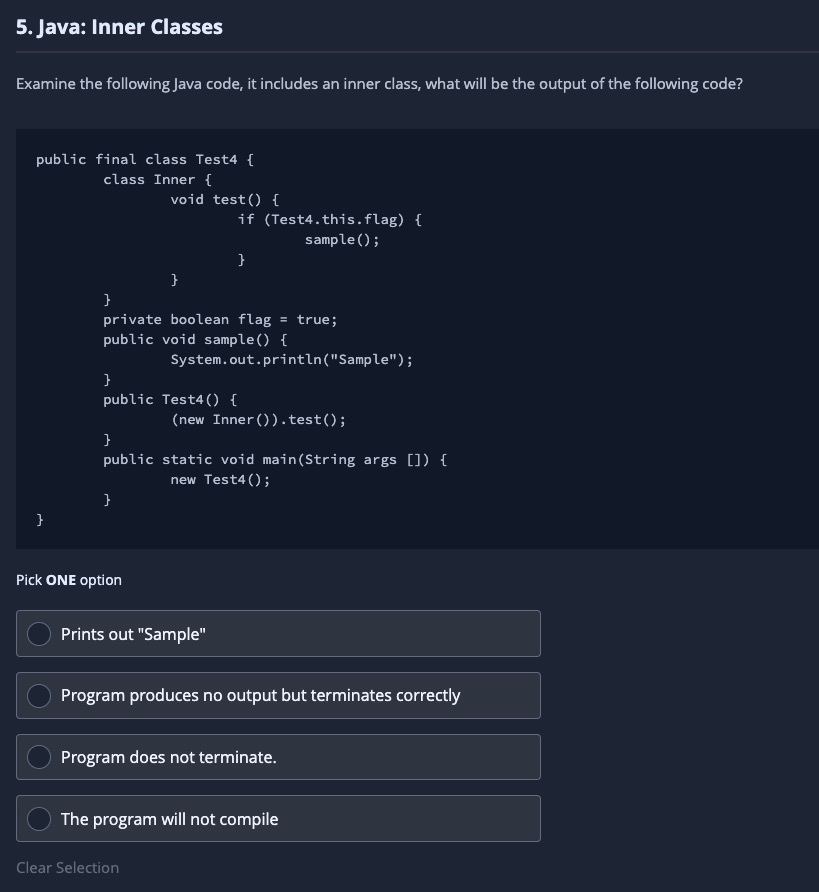 5. Java: Inner Classes
Examine the following Java code, it includes an inner class, what will be the output of the following code?
public final class Test4 {
        class Inner {
                void test() {
                        if (Test4.this.flag) {
                                sample();
                        }
                }
        }
        private boolean flag = true;
        public void sample() {
                System.out.println("Sample");
        }
        public Test4() {
                (new Inner()).test();
        }
        public static void main(String args []) {
                new Test4();
        }
}
Pick ONE option
Prints out "Sample"
Program produces no output but terminates correctly
Program does not terminate.
The program will not compile
Clear Selection